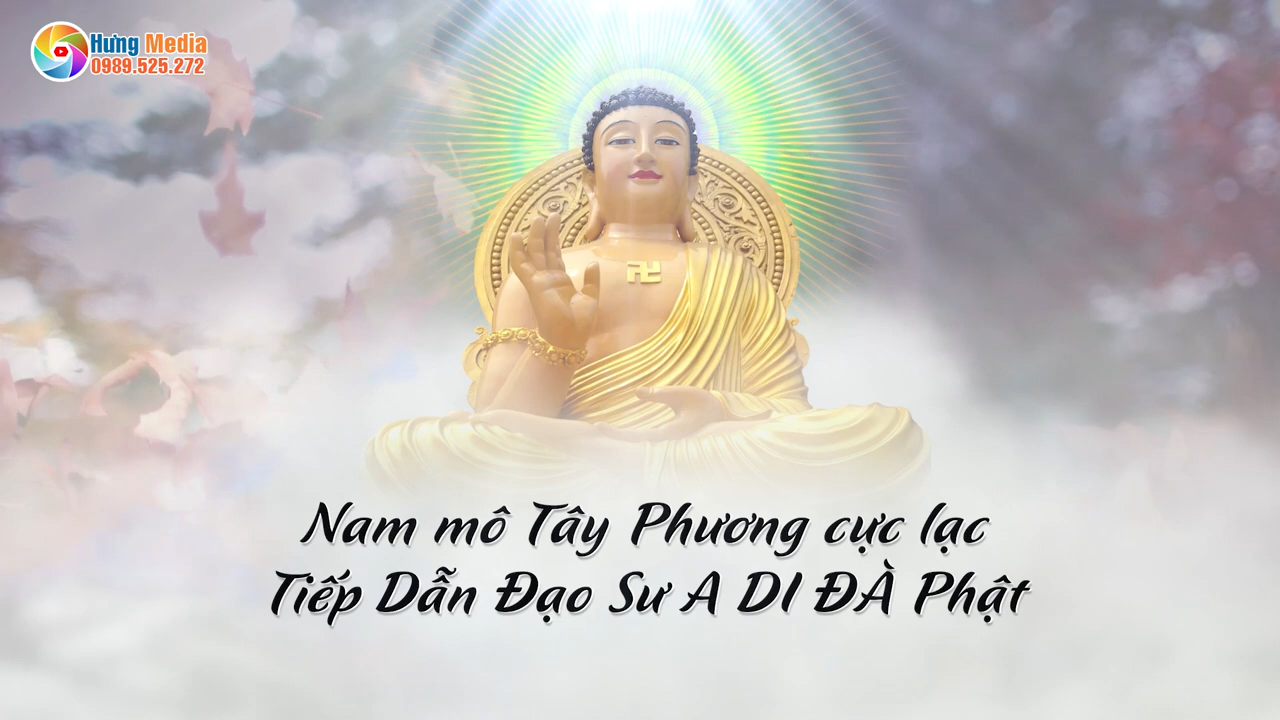 Hưng Media
0989.525.272
Nam mô Tây Phương cực lạc
Tiếp Dẫn Đạo Sư A DI ĐÀ Phật